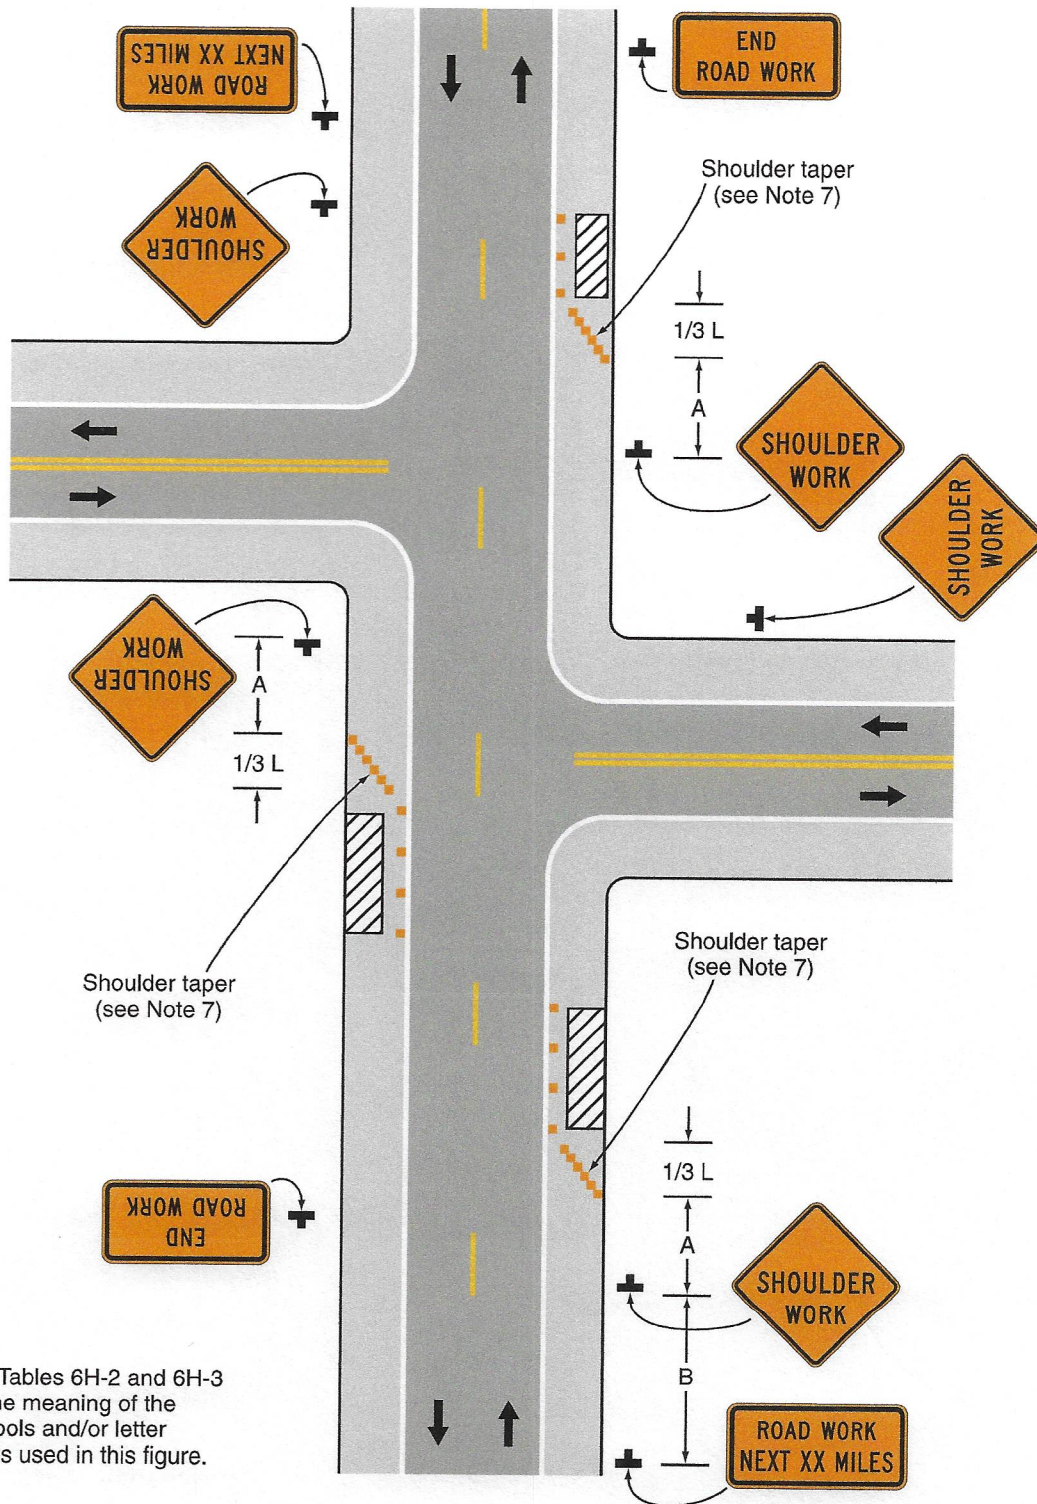 ROAD WORK
NEXT XX MILES
END
ROAD WORK
SHOULDER
WORK
Shoulder taper
(see Note 7)
1/3 L
A
SHOULDER
WORK
SHOULDER
WORK
SHOULDER
WORK
A
1/3 L
Shoulder taper
(see Note 7)
Shoulder taper
(see Note 7)
1/3 L
END
ROAD WORK
A
SHOULDER
WORK
B
Tables 6H-2 and 6H-3
meaning of the
and/or letter
used in this figure.
ROAD WORK
NEXT XX MILES